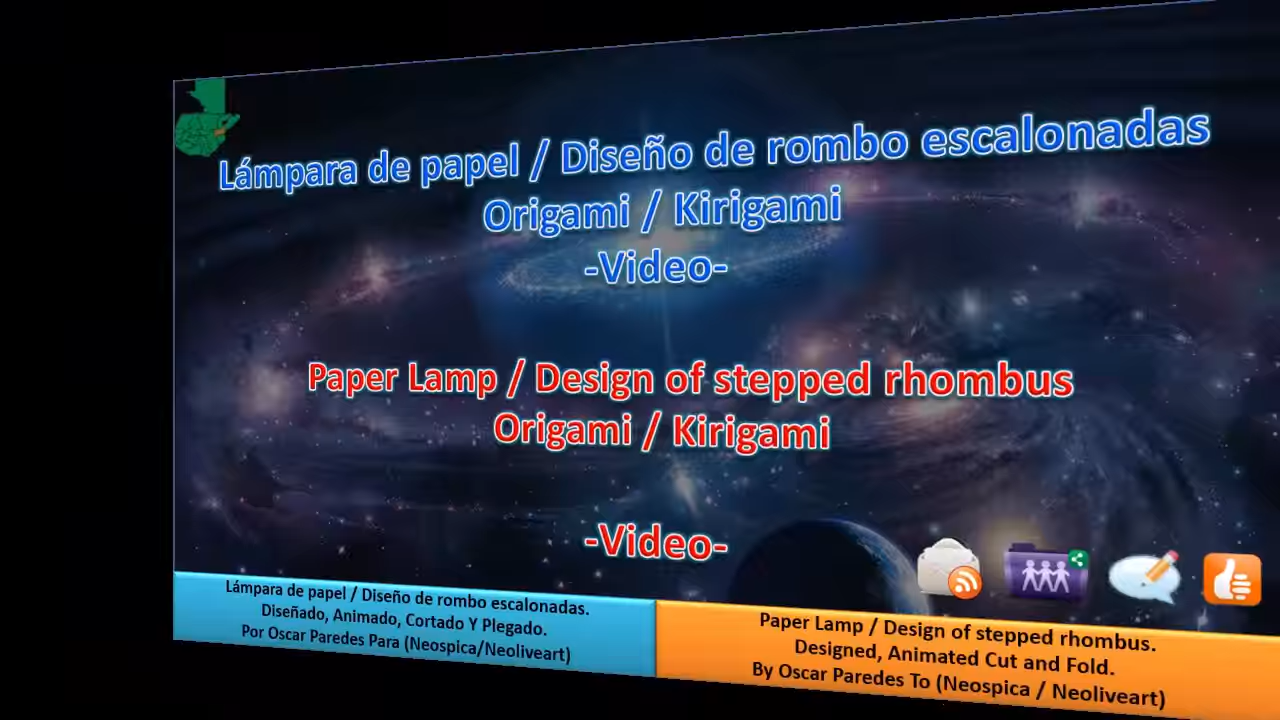 Lámpara de papel / Diseño de rombo escalonadas
Origami / Kirigami
-Video-
Paper Lamp / Design of stepped rhombus
Origami / Kirigami
-Video-
Lámpara de papel / Diseño de rombo escalonadas.
Diseñado, Animado, Cortado Y Plegado.
Por Oscar Paredes Para (Neospica/Neoliveart)
Paper Lamp / Design of stepped rhombus.
Designed, Animated Cut and Fold.
By Oscar Paredes To (Neospica / Neoliveart)